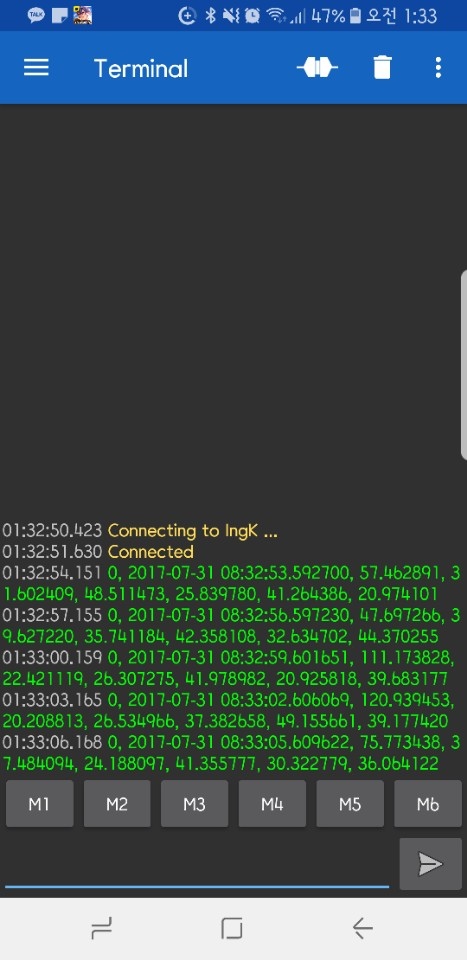 TALK 47% 오전 1:33
Terminal
01:32:50.423 Connecting to IngK ...
01:32:51.630 Connected
01:32:54.151 0, 2017-07-31 08:32:53.592700, 57.462891, 3
1.602409, 48.511473, 25.839780, 41.264386, 20.974101
01:32:57.155 0, 2017-07-31 08:32:56.597230, 47.697266, 3
9.627220, 35.741184, 42.358108, 32.634702, 44.370255
01:33:00.159 0, 2017-07-31 08:32:59.601651, 111.173828,
22.421119, 26.307275, 41.978982, 20.925818, 39.683177
01:33:03.165 0, 2017-07-31 08:33:02.606069, 120.939453,
20.208813, 26.534966, 37.382658, 49.155661, 39.177420
01:33:06.168 0, 2017-07-31 08:33:05.609622, 75.773438, 3
7.484094, 24.188097, 41.355777, 30.322779, 36.064122
M1 M2 M3 M4 M5 M6